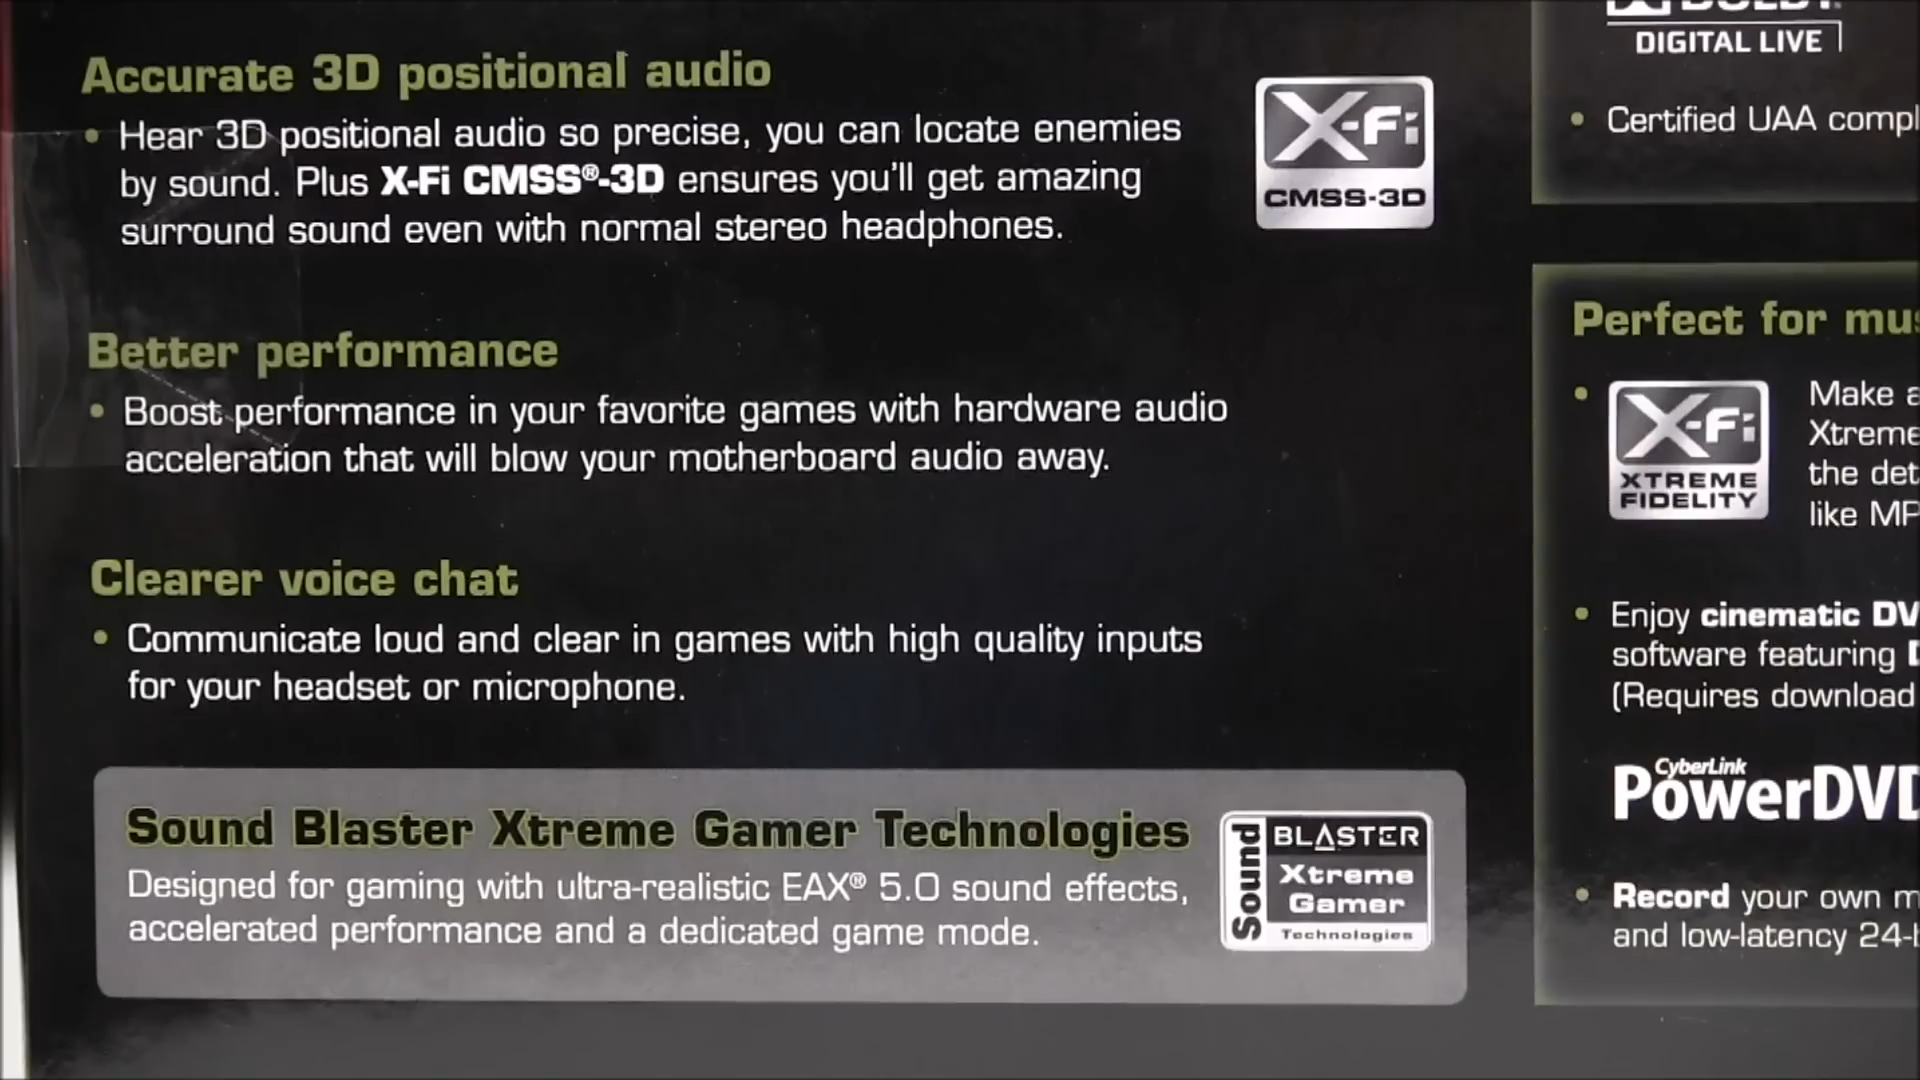 Accurate 3D positional audio
• Hear 3D positional audio so precise, you can locate enemies
by sound. Plus X-Fi CMSS®-3D ensures you'll get amazing
surround sound even with normal stereo headphones.
X-Fi
CMSS-3D
Better performance
• Boost performance in your favorite games with hardware audio
acceleration that will blow your motherboard audio away.
Clearer voice chat
• Communicate loud and clear in games with high quality inputs
for your headset or microphone.
Sound Blaster Xtreme Gamer Technologies
Designed for gaming with ultra-realistic EAX® 5.0 sound effects,
accelerated performance and a dedicated game mode.
Sound BLASTER
Xtreme
Gamer
Technologies
DIGITAL LIVE
• Certified UAA
Perfect for
• X-Fi
XTREME
FIDELITY
Make
Xtreme
the
like
• Enjoy cinematic
software featuring
(Requires download
CyberLink
PowerDVD
• Record your own
and low-latency